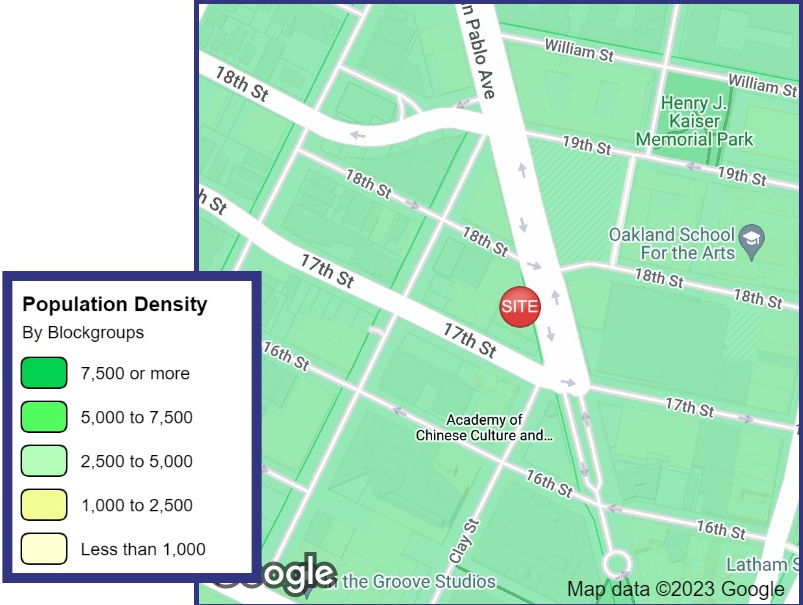 n Pablo Ave
William St
William St
18th St
Henry J.
Kaiser
Memorial Park
19th St
19th St
18th St
h St
18th St
Oakland School
For the Arts
18th St
18th St
17th St
SITE
17th St
16th St
17th St
Academy of
Chinese Culture and...
16th St
16th St
Clay St
Latham S
in the Groove Studios
Google
Map data ©2023 Google
Population Density
By Blockgroups
7,500 or more
5,000 to 7,500
2,500 to 5,000
1,000 to 2,500
Less than 1,000